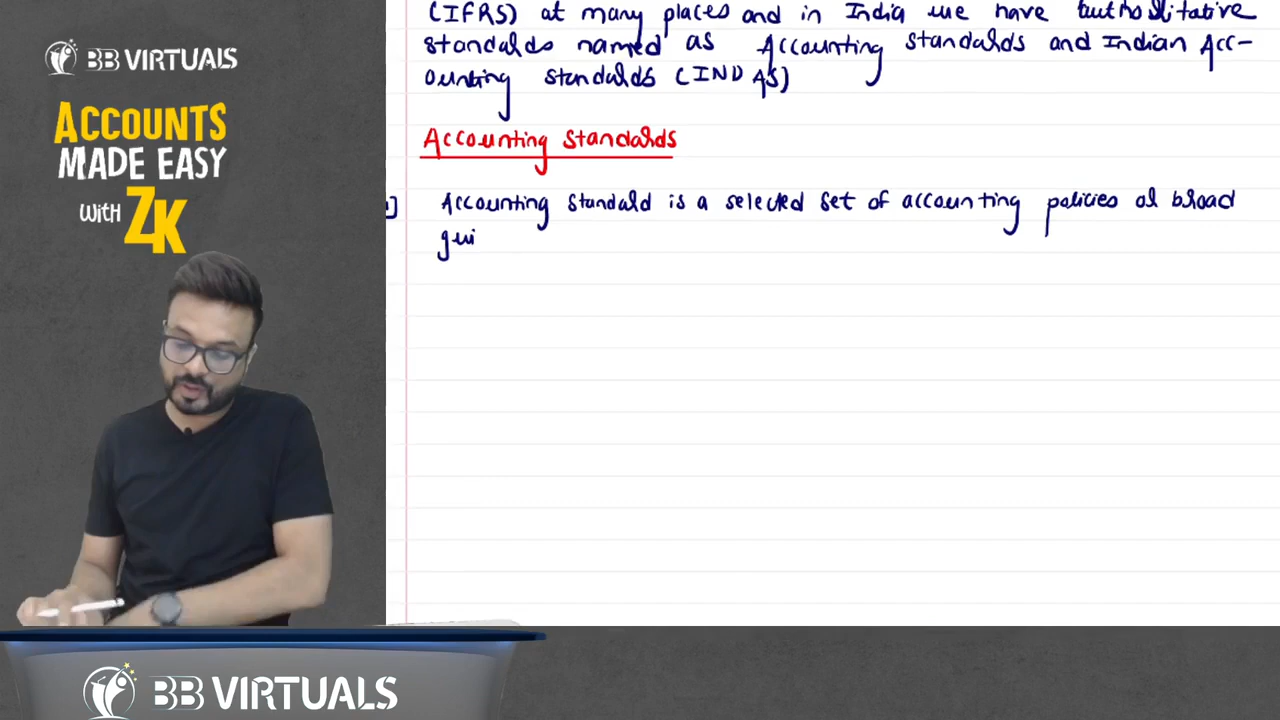 BB VIRTUALS
ACCOUNTS
MADE EASY
WITH ZK
(IFRS) at many places and in India we have authoritative
standards named as Accounting standards and Indian Acc-
ounting standards (IND AS)
Accounting Standards
Accounting Standard is a selected set of accounting policies or broad
gui
BB VIRTUALS